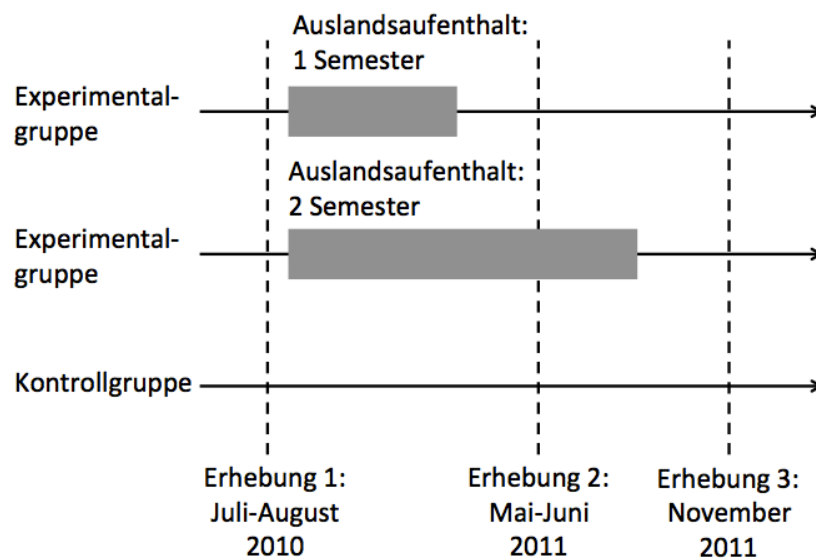 Auslandsaufenthalt:
1 Semester
Experimental-
gruppe
Auslandsaufenthalt:
2 Semester
Experimental-
gruppe
Kontrollgruppe
Erhebung 1:
Juli-August
2010
Erhebung 2:
Mai-Juni
2011
Erhebung 3:
November
2011